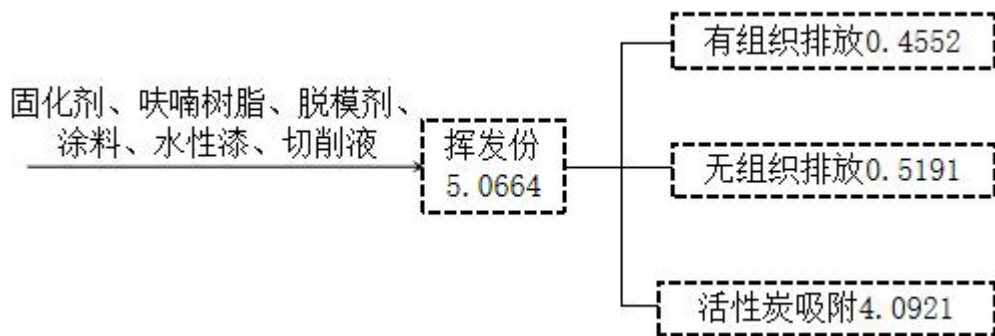 固化剂、呋喃树脂、脱模剂、
涂料、水性漆、切削液
挥发份
5.0664
有组织排放0.4552
无组织排放0.5191
活性炭吸附4.0921